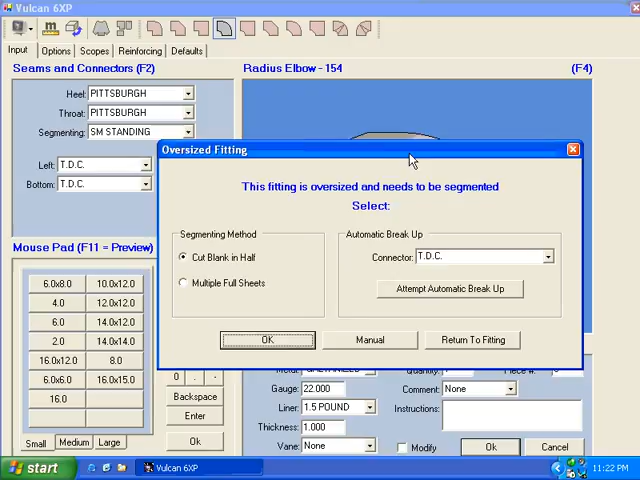 Vulcan 6XP
Input Options Scopes Reinforcing Defaults
Seams and Connectors (F2)
Radius Elbow - 154 (F4)
Heel: PITTSBURGH
Throat: PITTSBURGH
Segmenting: SM STANDING
Left: T.D.C.
Bottom: T.D.C.
Oversized Fitting
This fitting is oversized and needs to be segmented
Select:
Segmenting Method
Cut Blank in Half
Multiple Full Sheets
Automatic Break Up
Connector: T.D.C.
Attempt Automatic Break Up
OK Manual Return To Fitting
Mouse Pad (F11 = Preview)
6.0x8.0 10.0x12.0
4.0 12.0x12.0
6.0 14.0x12.0
2.0 14.0x14.0
16.0x12.0 8.0
6.0x6.0 16.0x15.0
16.0
Small Medium Large
0 . -
Backspace
Enter
Ok
Gauge: 22.000
Liner: 1.5 POUND
Thickness: 1.000
Vane: None
Comment: None
Instructions:
Modify Ok Cancel
start Vulcan 6XP 11:22 PM